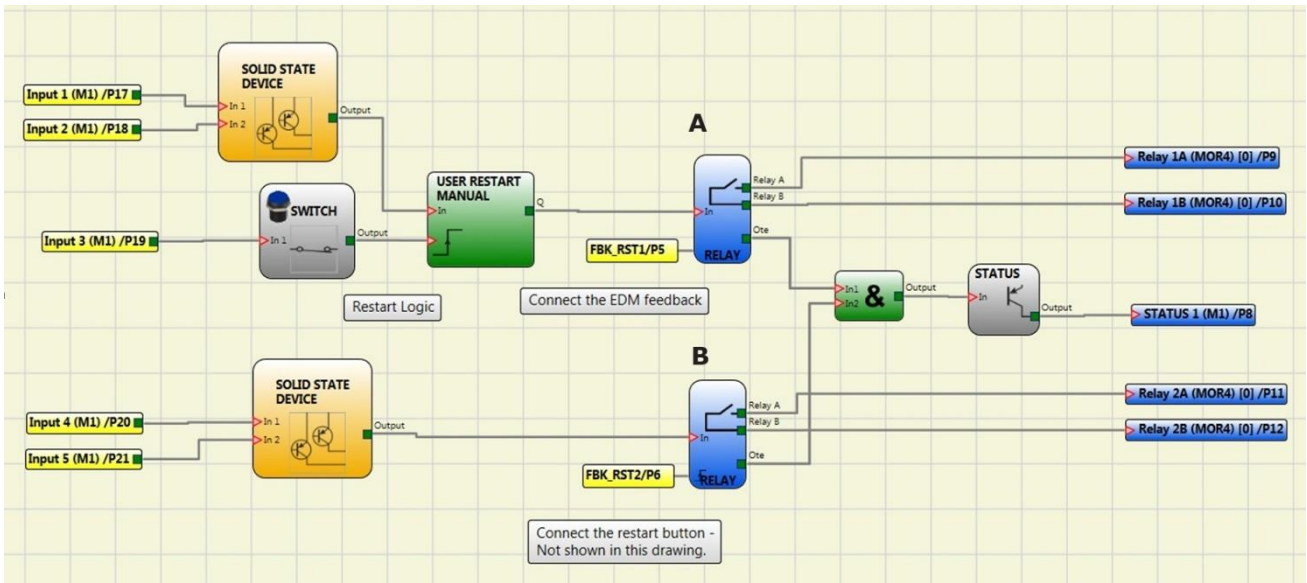 SOLID STATE
DEVICE
Input 1 (M1) /P17
In 1
Output
Input 2 (M1) /P18
In 2
A
Relay 1A (MOR4) [0] /P9
USER RESTART
MANUAL
Relay A
SWITCH
In
Q
In
Relay B
Relay 1B (MOR4) [0] /P10
Input 3 (M1) /P19
In 1
Output
Ote
FBK_RST1/P5
RELAY
STATUS
Restart Logic
Connect the EDM feedback
In1
In2
&
Output
In
Output
STATUS 1 (M1) /P8
B
SOLID STATE
DEVICE
Relay A
Relay 2A (MOR4) [0] /P11
Input 4 (M1) /P20
In 1
Output
Relay B
Relay 2B (MOR4) [0] /P12
Input 5 (M1) /P21
In 2
In
Ote
FBK_RST2/P6
RELAY
Connect the restart button -
Not shown in this drawing.